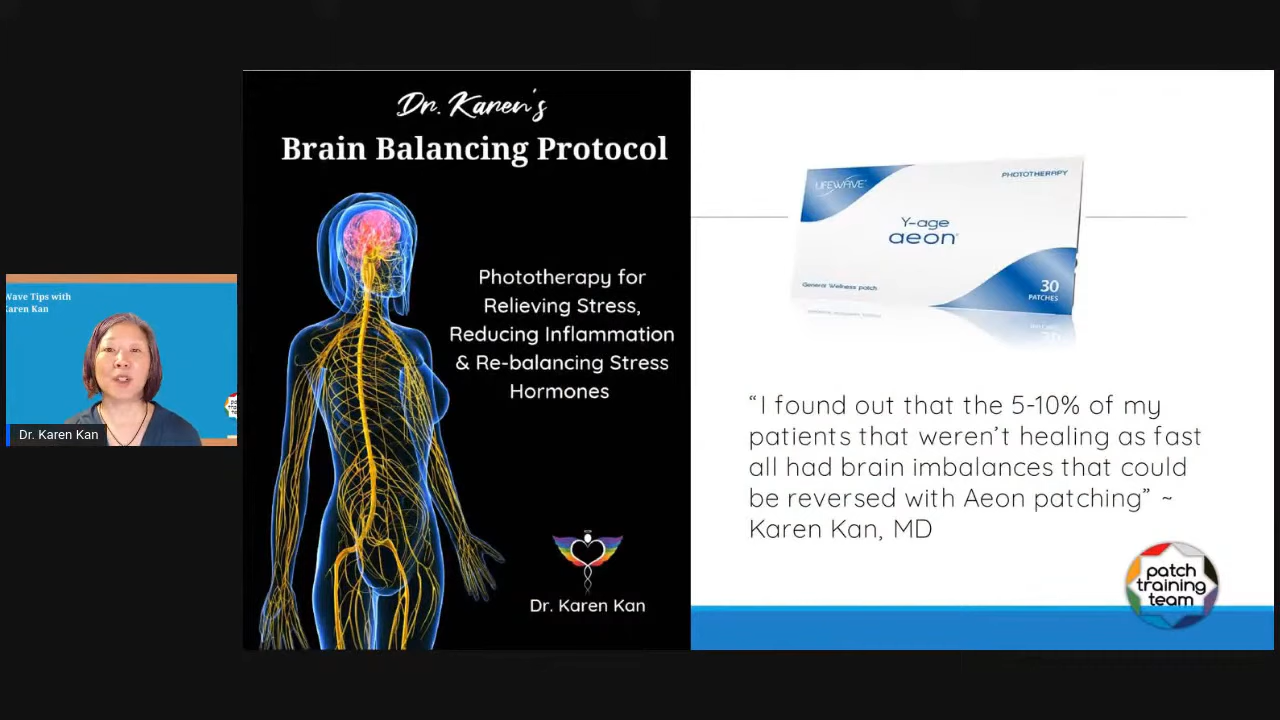 Wave Tips with
Karen Kan
Dr. Karen Kan
Dr. Karen's
Brain Balancing Protocol
Phototherapy for
Relieving Stress,
Reducing Inflammation
& Re-balancing Stress
Hormones
Dr. Karen Kan
LIFEWAVE
PHOTOTHERAPY
Y-age
aeon
General Wellness patch
30
PATCHES
“I found out that the 5-10% of my
patients that weren’t healing as fast
all had brain imbalances that could
be reversed with Aeon patching” ~
Karen Kan, MD
patch
training
team